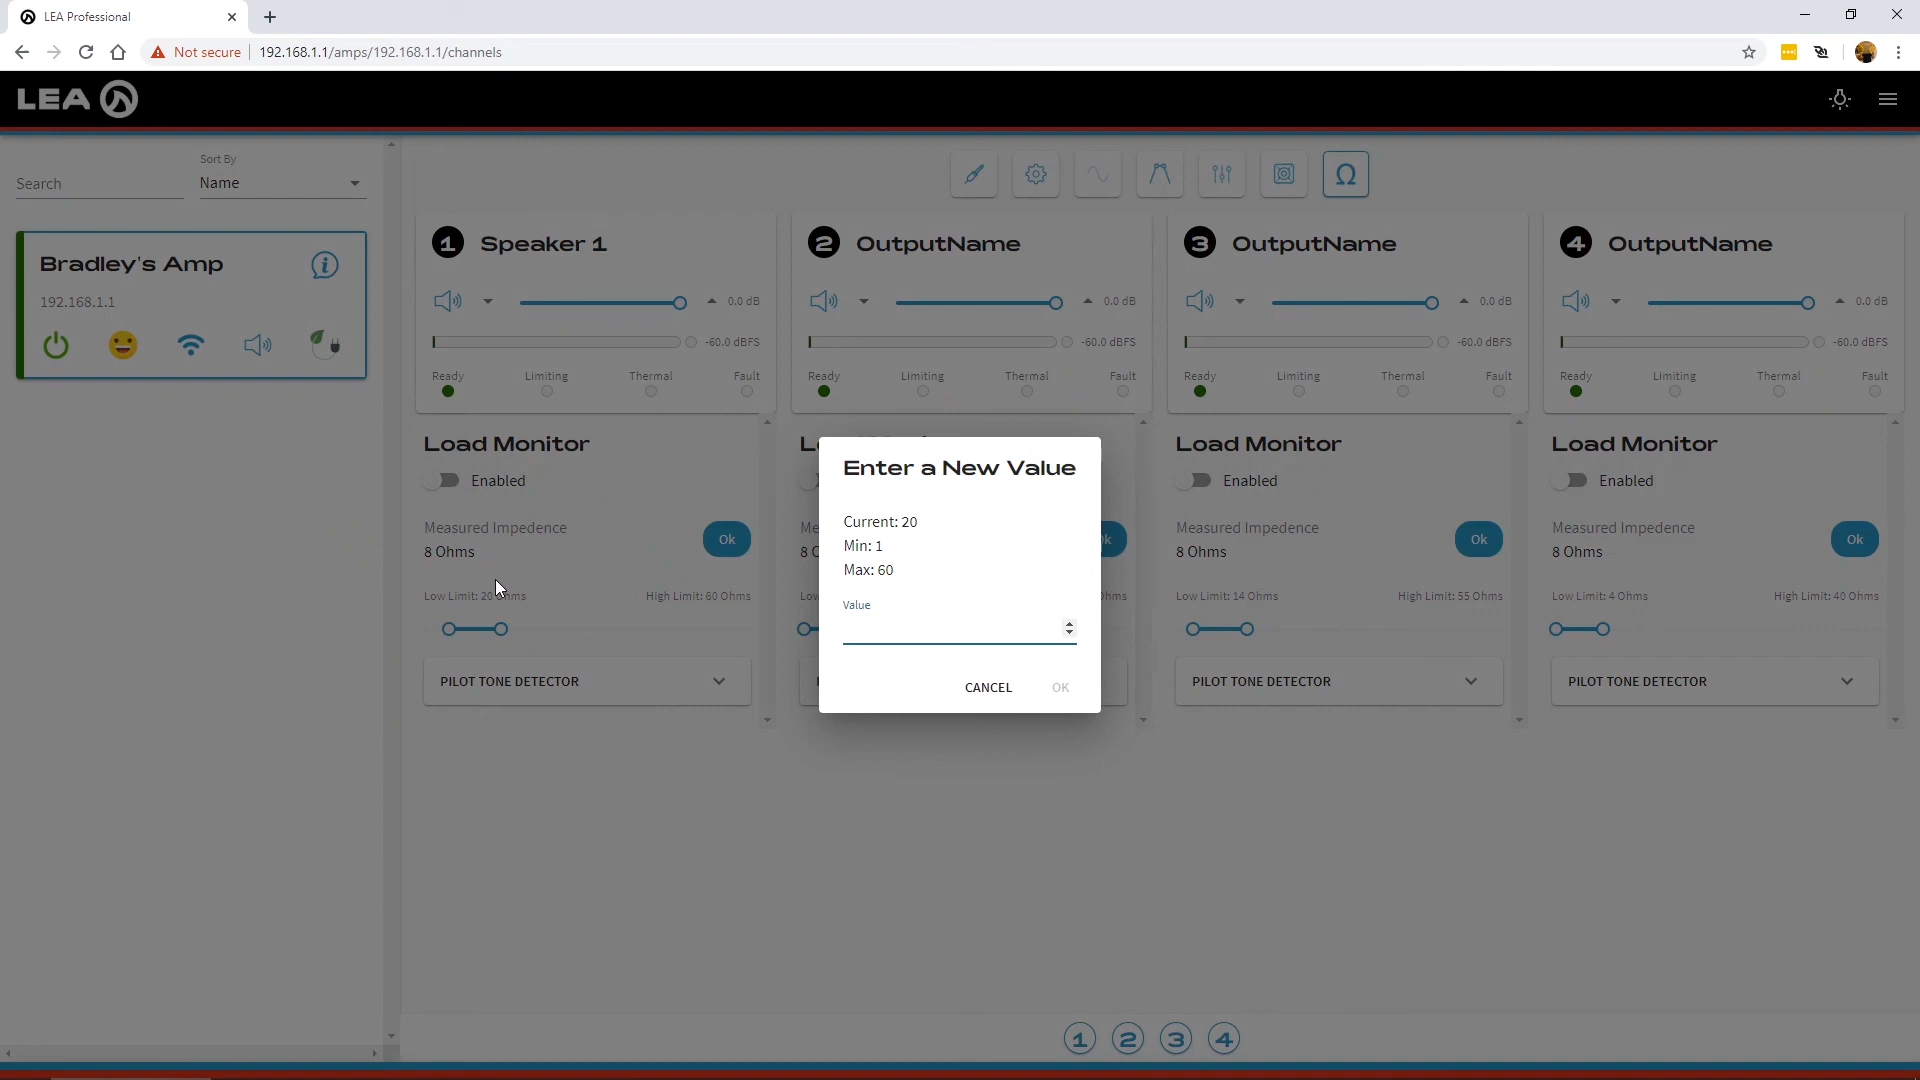 LEA Professional
Not secure 192.168.1.1/amps/192.168.1.1/channels
LEA
Search
Sort By
Name
Bradley's Amp
192.168.1.1
1 Speaker 1
0.0 dB
-60.0 dBFS
Ready Limiting Thermal Fault
2 OutputName
0.0 dB
-60.0 dBFS
Ready Limiting Thermal Fault
3 OutputName
0.0 dB
-60.0 dBFS
Ready Limiting Thermal Fault
4 OutputName
0.0 dB
-60.0 dBFS
Ready Limiting Thermal Fault
Load Monitor
Enabled
Measured Impedence
8 Ohms
Ok
Low Limit: 20 Ohms High Limit: 60 Ohms
PILOT TONE DETECTOR
Enter a New Value
Current: 20
Min: 1
Max: 60
Value
CANCEL OK
Load Monitor
Enabled
Measured Impedence
8 Ohms
Ok
Low Limit: 14 Ohms High Limit: 55 Ohms
PILOT TONE DETECTOR
Load Monitor
Enabled
Measured Impedence
8 Ohms
Ok
Low Limit: 4 Ohms High Limit: 40 Ohms
PILOT TONE DETECTOR
1 2 3 4